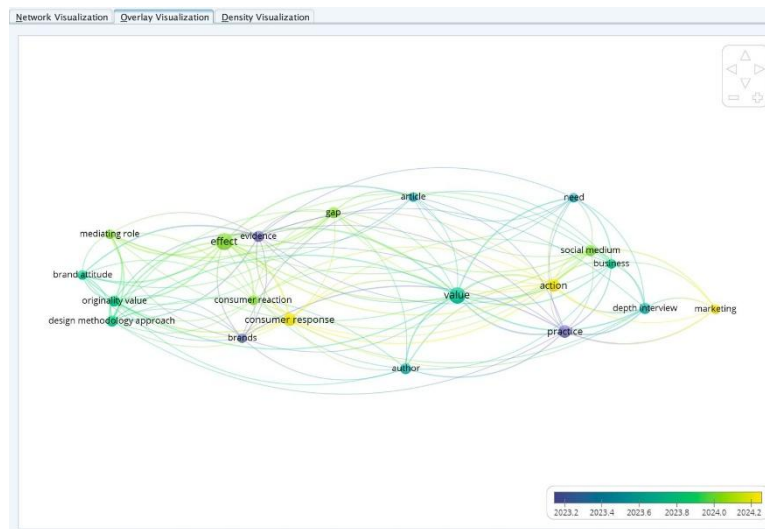 Network Visualization Overlay Visualization Density Visualization
article
need
gap
mediating role
effect
evidence
social medium
business
brand attitude
action
originality value
consumer reaction
value
design methodology approach
consumer response
depth interview
marketing
brands
practice
author
2023.2 2023.4 2023.6 2023.8 2024.0 2024.2